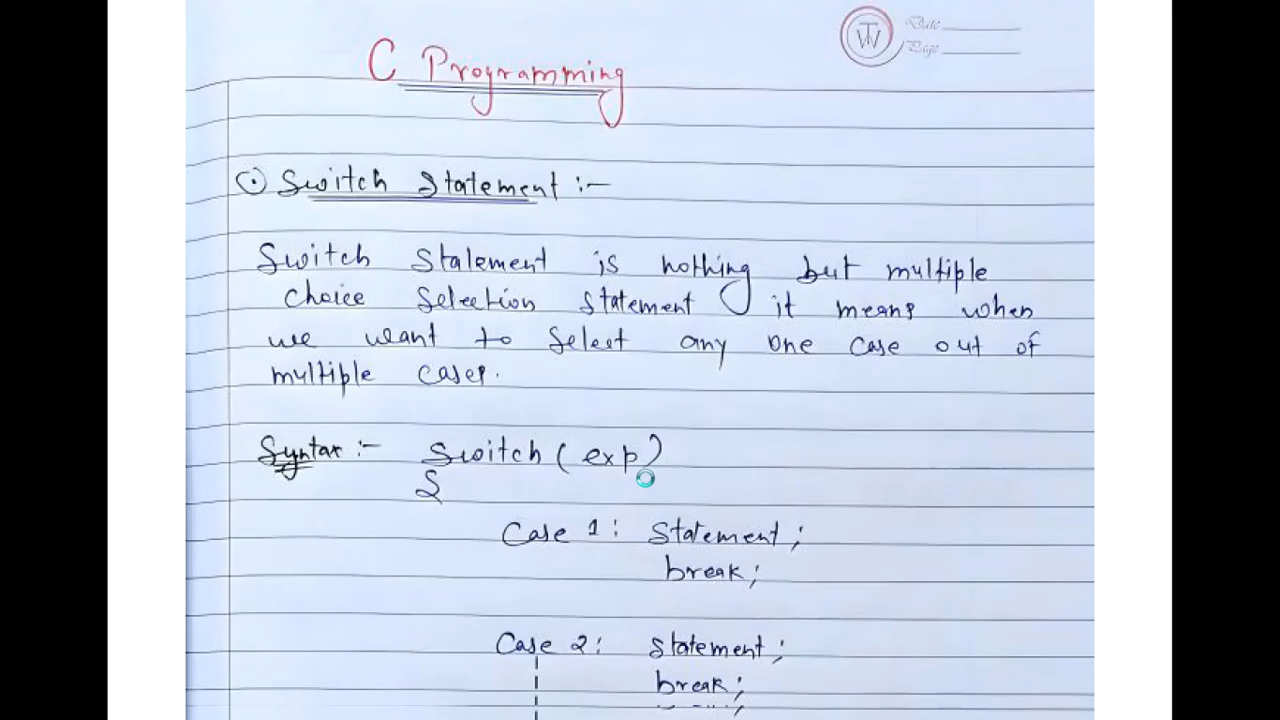 Date
Page
C Programming
Switch Statement :-
Switch Statement is nothing but multiple
choice Selection Statement it means when
we want to Select any one case out of
multiple cases.
Syntax :- Switch ( exp )
{
Case 1 : Statement ;
break ;
Case 2 : Statement ;
break ;